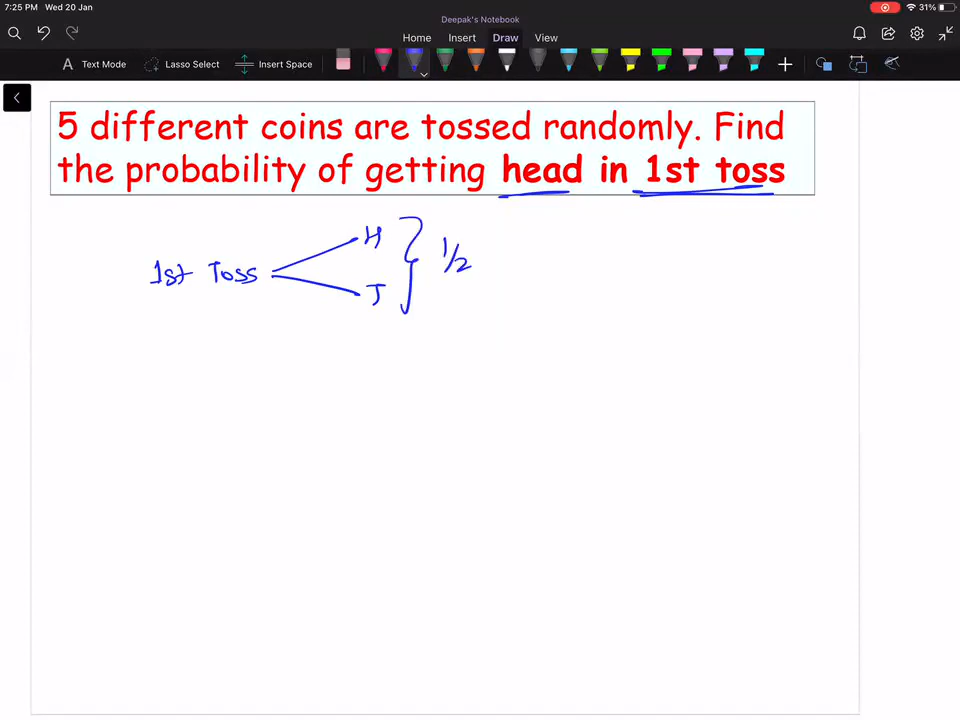 7:25 PM Wed 20 Jan 31%
Deepak's Notebook
Home Insert Draw View
A Text Mode Lasso Select Insert Space
5 different coins are tossed randomly. Find
the probability of getting head in 1st toss
H
1st Toss 1/2
T